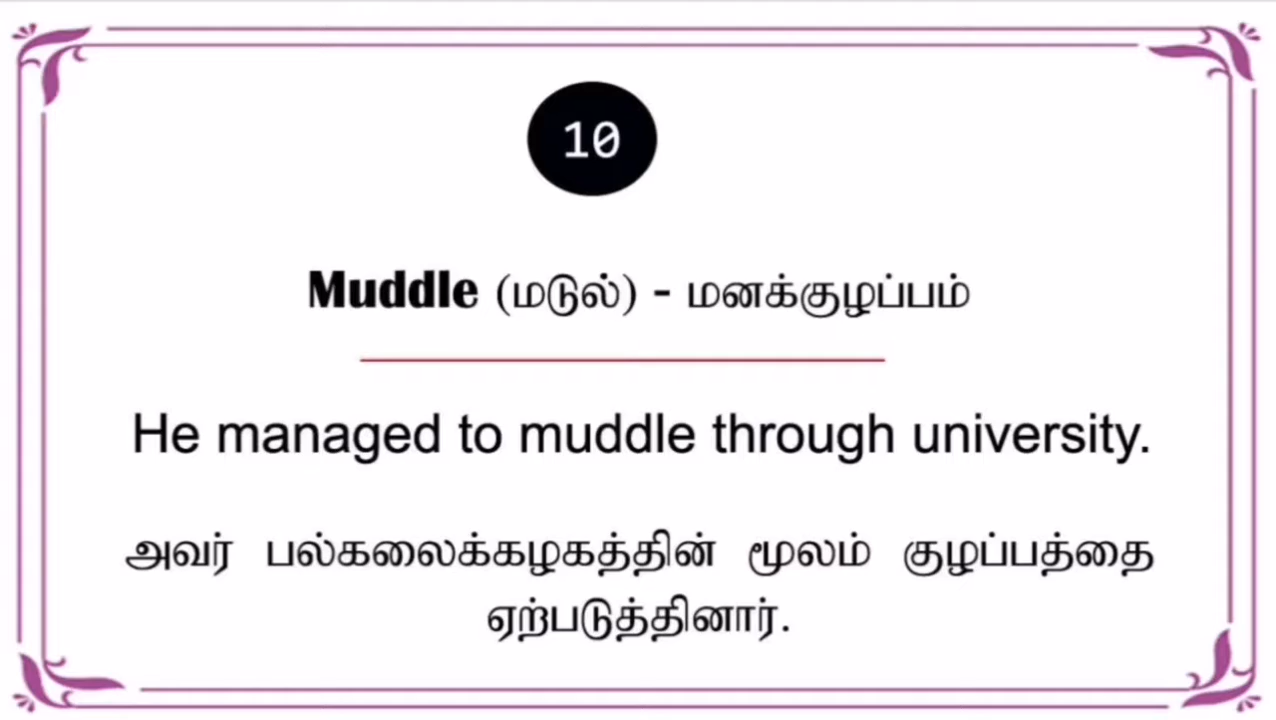 10
Muddle (மடுல்) - மனக்குழப்பம்
He managed to muddle through university.
அவர் பல்கலைக்கழகத்தின் மூலம் குழப்பத்தை
ஏற்படுத்தினார்.